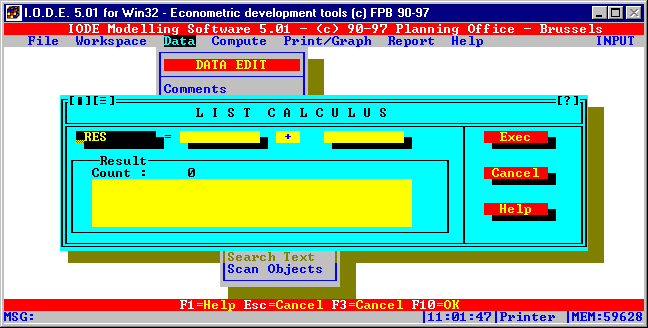 I.O.D.E. 5.01 for Win32 - Econometric development tools (c) FPB 90-97
IODE Modelling Software 5.01 - (c) 90-97 Planning Office - Brussels
File Workspace Data Compute Print/Graph Report Help INPUT
DATA EDIT
Comments
[?]
LIST CALCULUS
RES = + Exec
Result
Count : 0
Cancel
Help
Search Text
Scan Objects
F1=Help Esc=Cancel F3=Cancel F10=OK
MSG: |11:01:47|Printer |MEM:59628